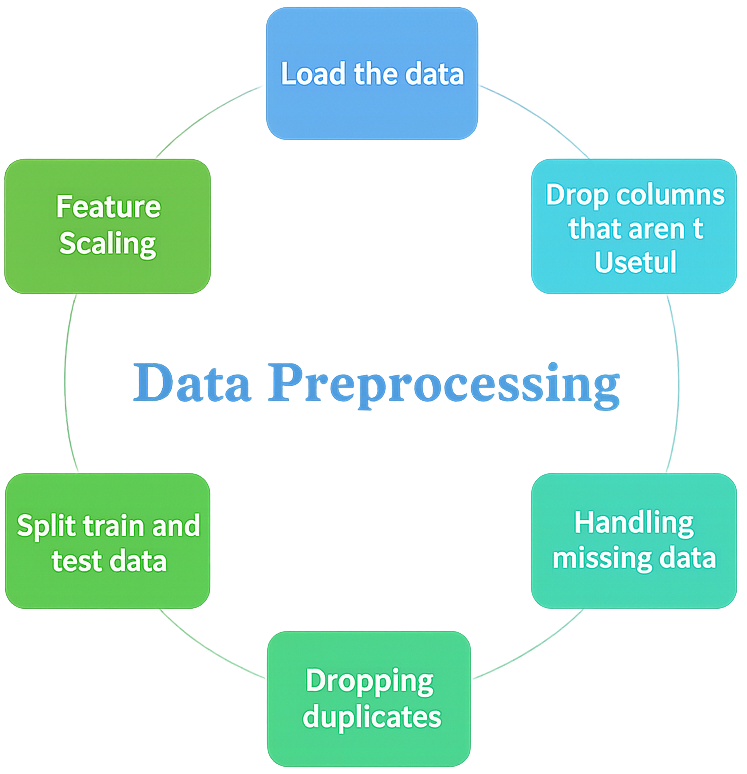 Load the data
Drop columns
that aren t
Usetul
Handling
missing data
Dropping
duplicates
Split train and
test data
Feature
Scaling
Data Preprocessing